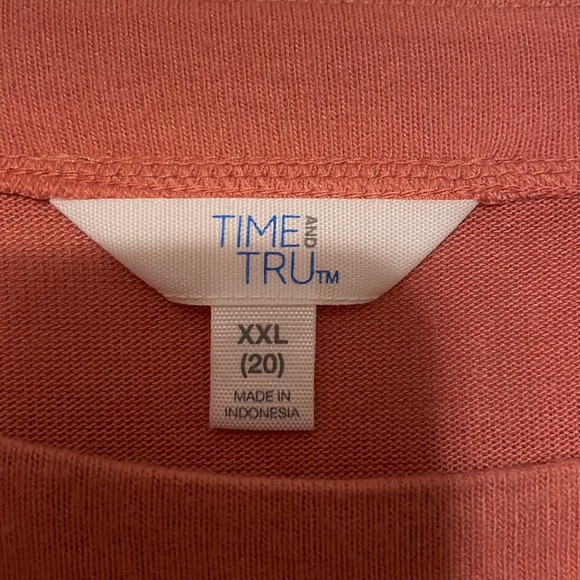 TIME AND
TRU™
XXL
(20)
MADE IN
INDONESIA